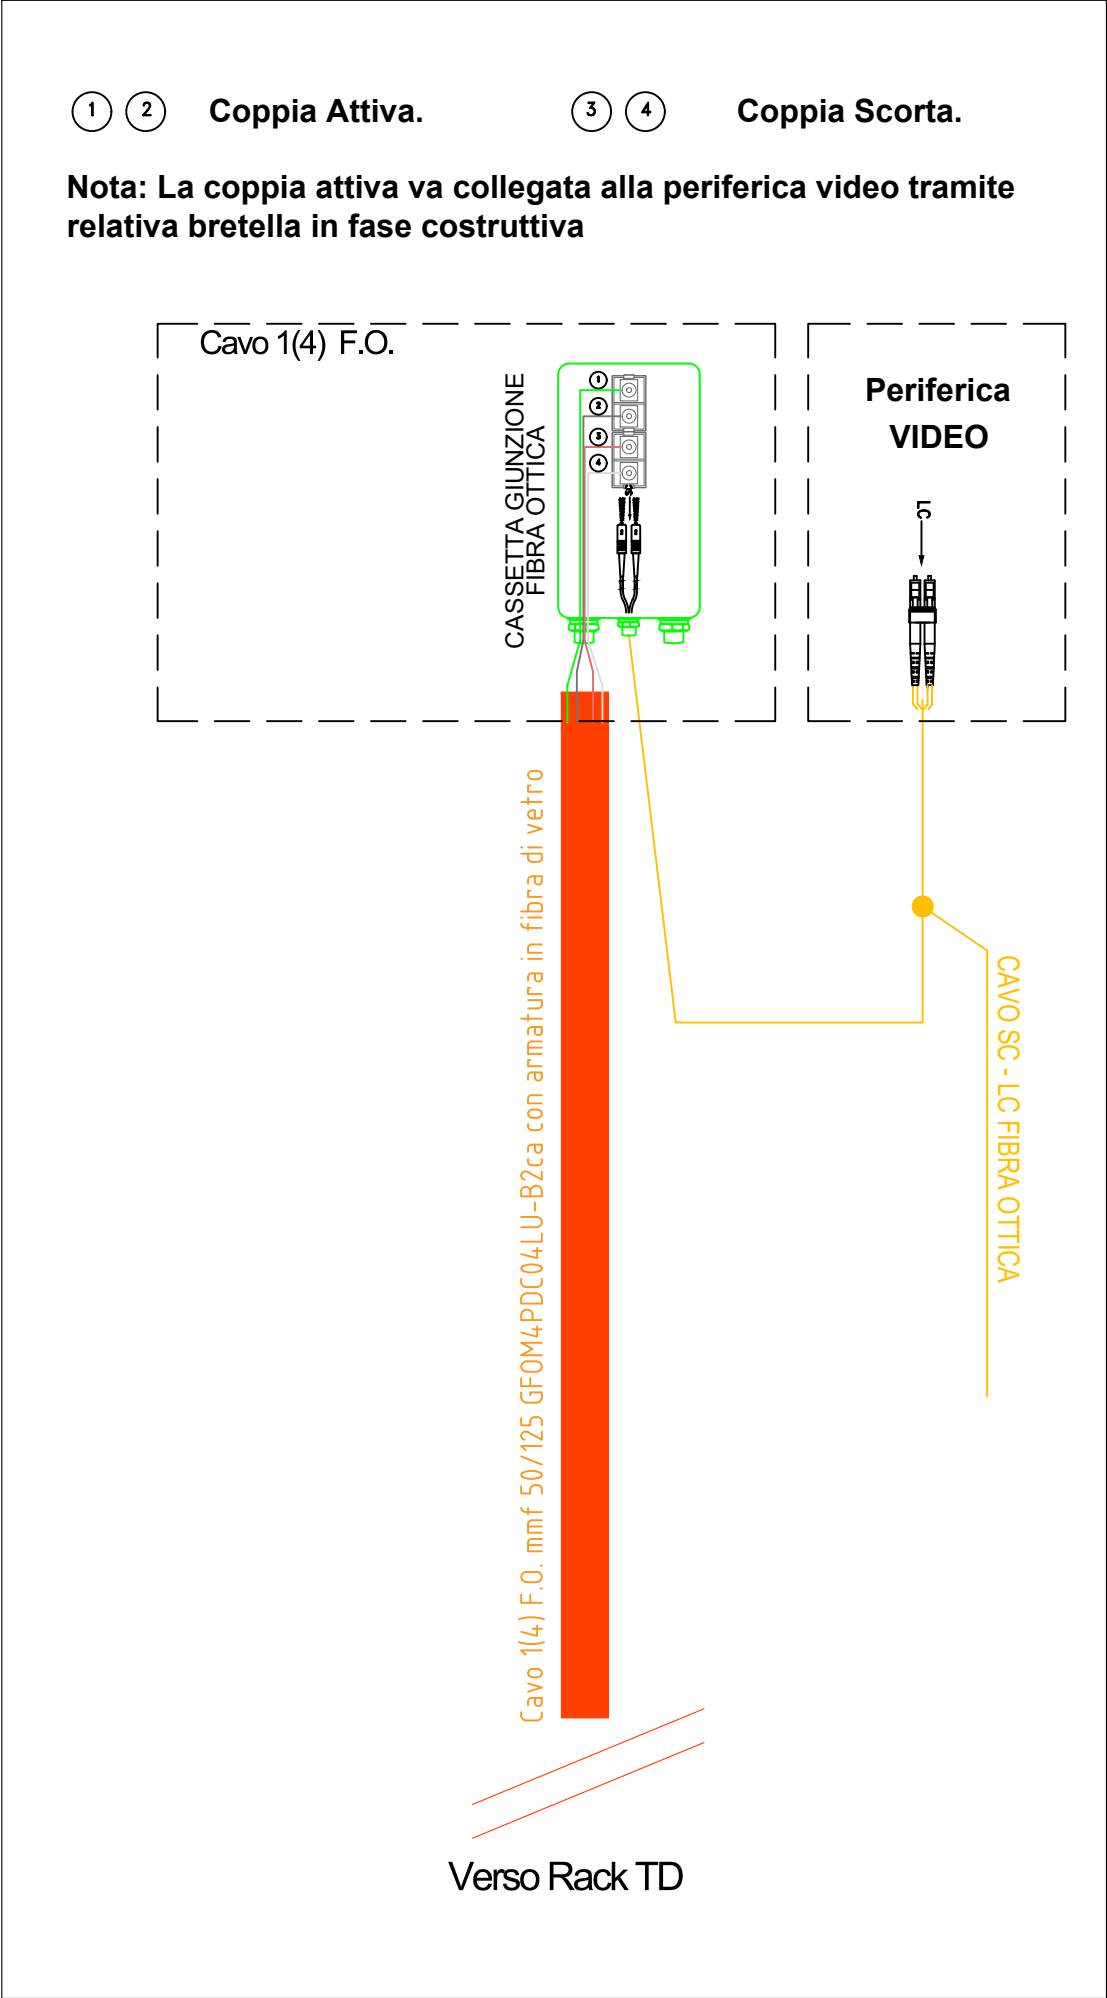 1 2 Coppia Attiva. 3 4 Coppia Scorta.
Nota: La coppia attiva va collegata alla periferica video tramite
relativa bretella in fase costruttiva
Cavo 1(4) F.O.
CASSETTA GIUNZIONE
FIBRA OTTICA
1
2
3
4
SC
Periferica
VIDEO
LC
Cavo 1(4) F.O. mmf 50/125 GFOM4PDC04LU-B2ca con armatura in fibra di vetro
CAVO SC - LC FIBRA OTTICA
Verso Rack TD